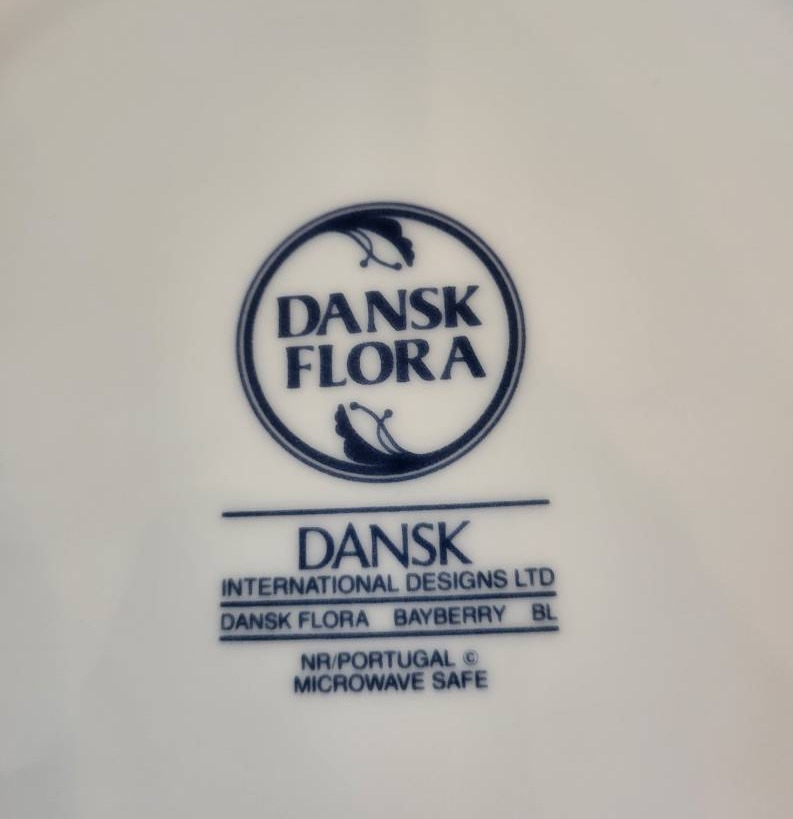 DANSK
FLORA
DANSK
INTERNATIONAL DESIGNS LTD
DANSK FLORA BAYBERRY BL
NR/PORTUGAL ©
MICROWAVE SAFE